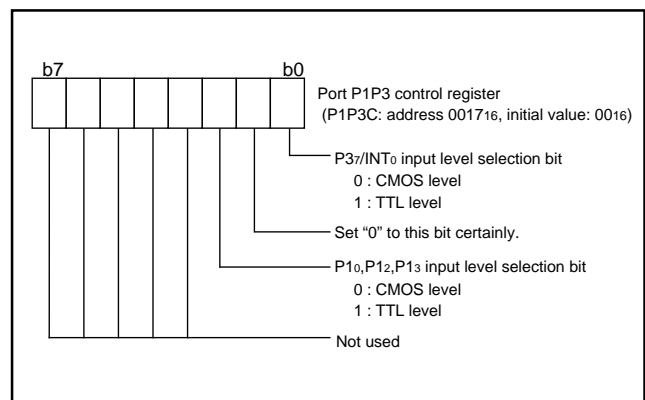 b7 b0
Port P1P3 control register
(P1P3C: address 001716, initial value: 0016)
P37/INT0 input level selection bit
0 : CMOS level
1 : TTL level
Set “0” to this bit certainly.
P10,P12,P13 input level selection bit
0 : CMOS level
1 : TTL level
Not used